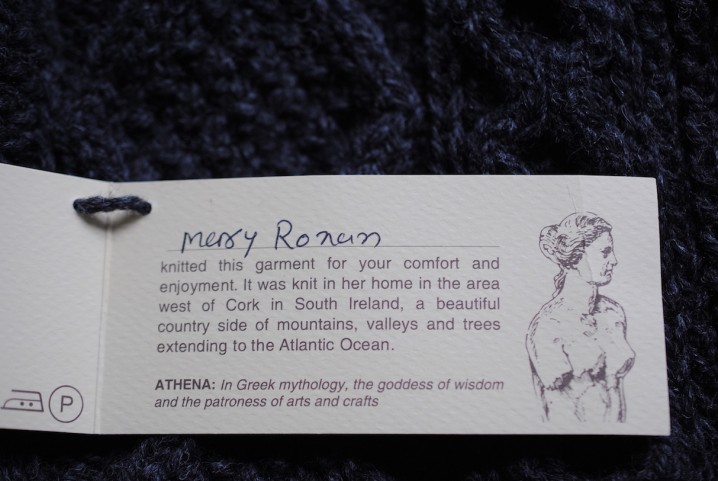 Mersy Ronan
knitted this garment for your comfort and
enjoyment. It was knit in her home in the area
west of Cork in South Ireland, a beautiful
country side of mountains, valleys and trees
extending to the Atlantic Ocean.
ATHENA: In Greek mythology, the goddess of wisdom
and the patroness of arts and crafts
P